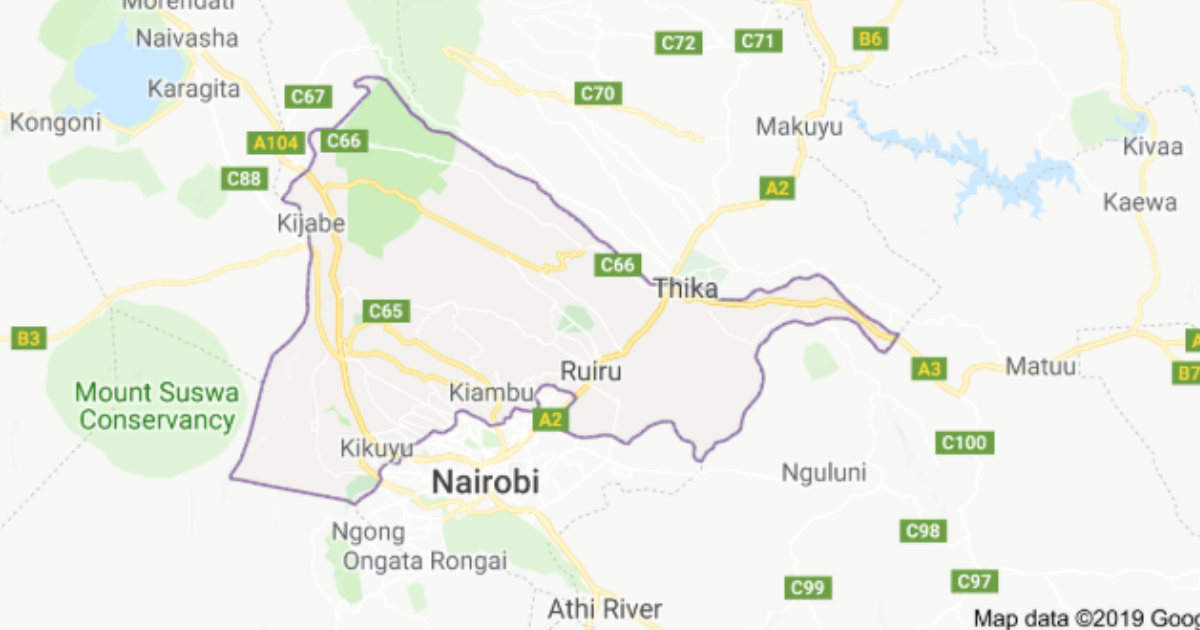 Morendati
Naivasha
C72
C71
B6
Karagita
C67
C70
Kongoni
A104
C66
Makuyu
Kivaa
C88
A2
Kaewa
Kijabe
C66
Thika
C65
B3
Ruiru
A3
Matuu
B7
Mount Suswa
Conservancy
Kiambu
A2
Kikuyu
C100
Nairobi
Nguluni
Ngong
C98
Ongata Rongai
C99
C97
Athi River
Map data ©2019 Goog